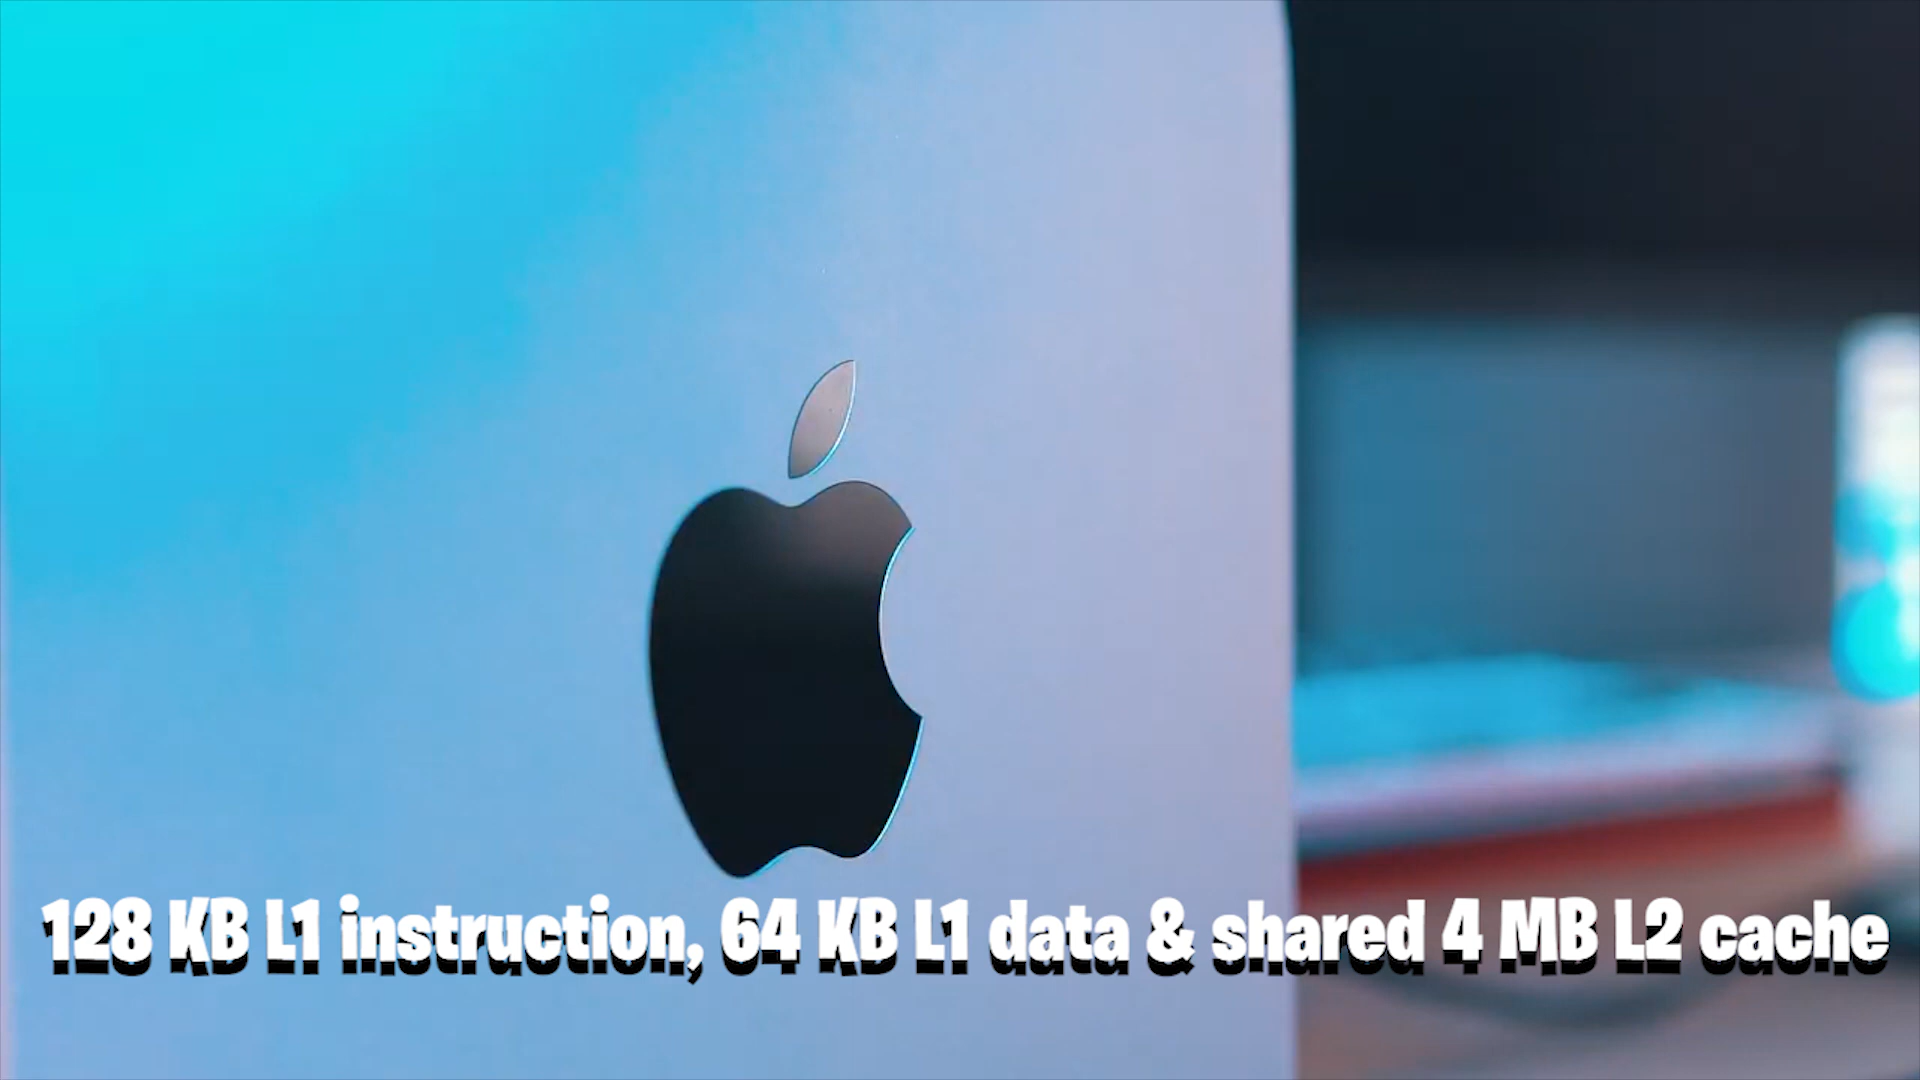 128 KB L1 instruction, 64 KB L1 data & shared 4 MB L2 cache